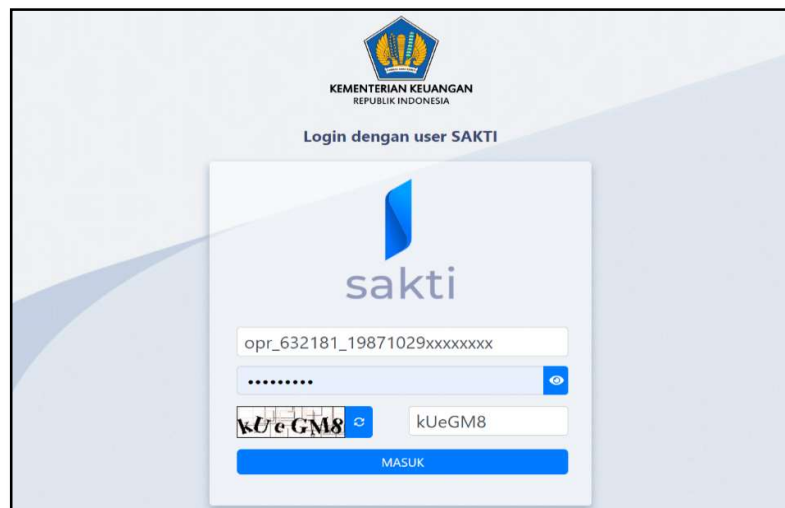 KEMENTERIAN KEUANGAN
REPUBLIK INDONESIA
Login dengan user SAKTI
sakti
opr_632181_19871029xxxxxxxx
•••••••••
kUeGM8 kUeGM8
MASUK